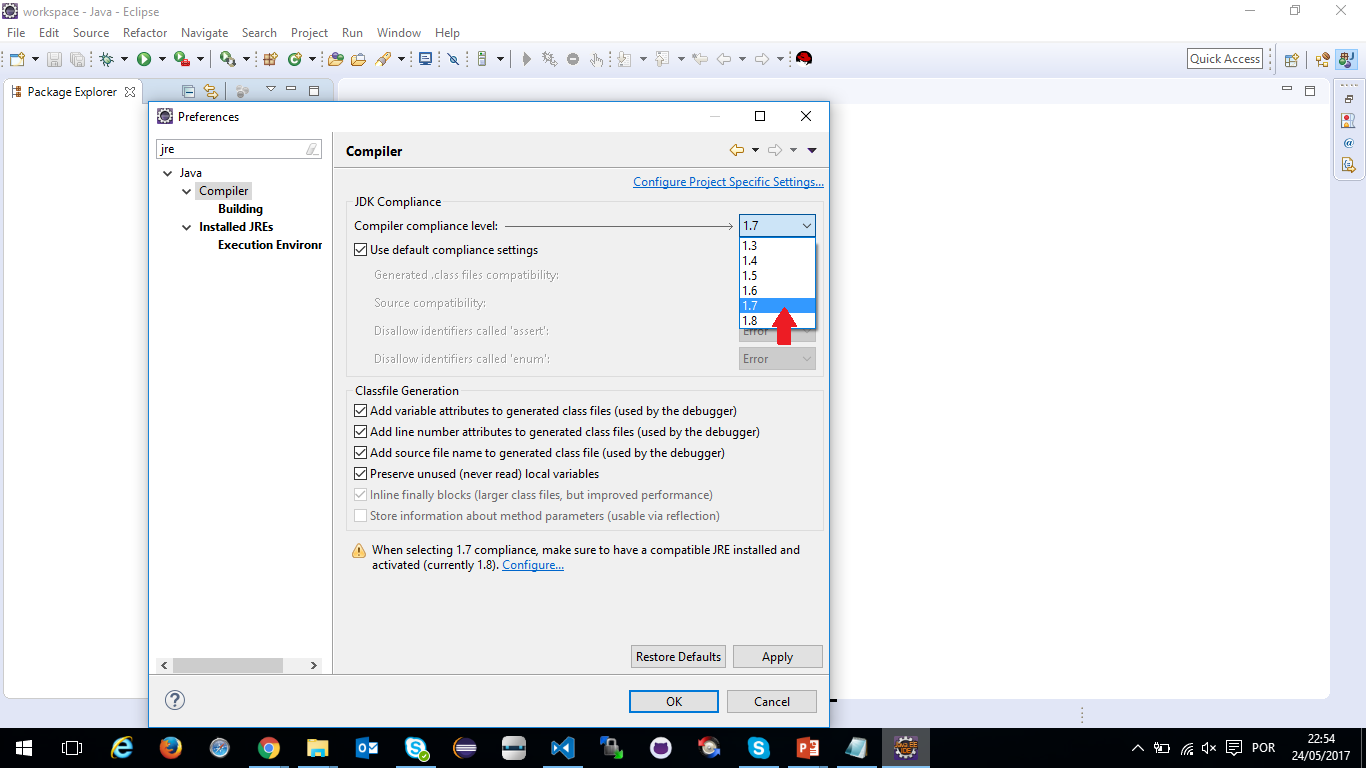 workspace - Java - Eclipse
File Edit Source Refactor Navigate Search Project Run Window Help
Quick Access
Package Explorer
Preferences
jre
Java
Compiler
Building
Installed JREs
Execution Environr
Compiler
Configure Project Specific Settings...
JDK Compliance
Compiler compliance level:
1.7
1.3
1.4
1.5
1.6
1.7
1.8
Use default compliance settings
Generated .class files compatibility:
Source compatibility:
Disallow identifiers called 'assert':
Error
Disallow identifiers called 'enum':
Error
Classfile Generation
Add variable attributes to generated class files (used by the debugger)
Add line number attributes to generated class files (used by the debugger)
Add source file name to generated class file (used by the debugger)
Preserve unused (never read) local variables
Inline finally blocks (larger class files, but improved performance)
Store information about method parameters (usable via reflection)
When selecting 1.7 compliance, make sure to have a compatible JRE installed and
activated (currently 1.8). Configure...
Restore Defaults Apply
OK Cancel
POR
22:54
24/05/2017